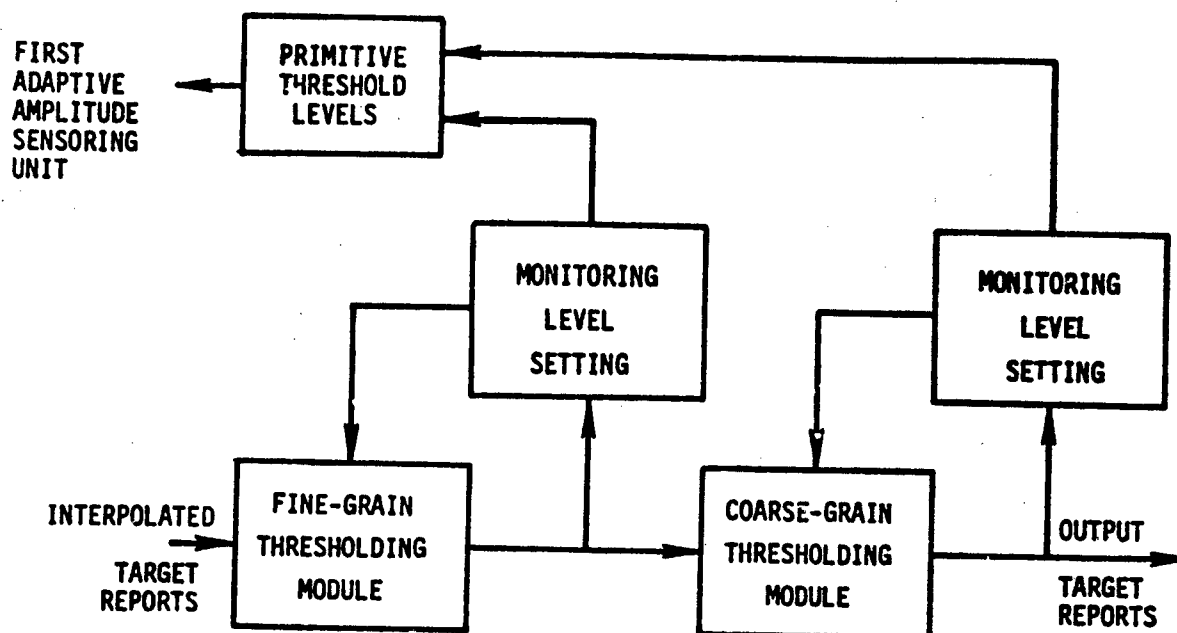 FIRST
ADAPTIVE
AMPLITUDE
SENSORING
UNIT
PRIMITIVE
THRESHOLD
LEVELS
MONITORING
LEVEL
SETTING
MONITORING
LEVEL
SETTING
INTERPOLATED
TARGET
REPORTS
FINE-GRAIN
THRESHOLDING
MODULE
COARSE-GRAIN
THRESHOLDING
MODULE
OUTPUT
TARGET
REPORTS